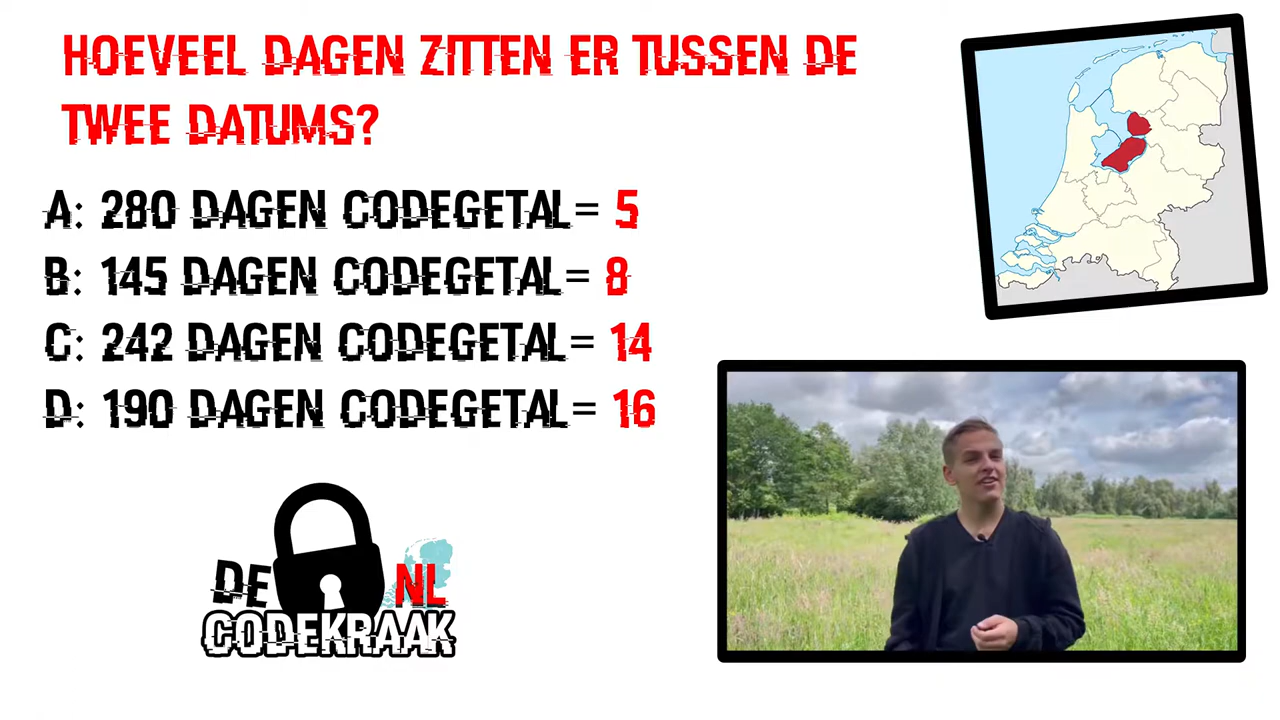 HOEVEEL DAGEN ZITTEN ER TUSSEN DE
TWEE DATUMS?
A: 280 DAGEN CODEGETAL= 5
B: 145 DAGEN CODEGETAL= 8
C: 242 DAGEN CODEGETAL= 14
D: 190 DAGEN CODEGETAL= 16
DE NL
CODEKRAAK